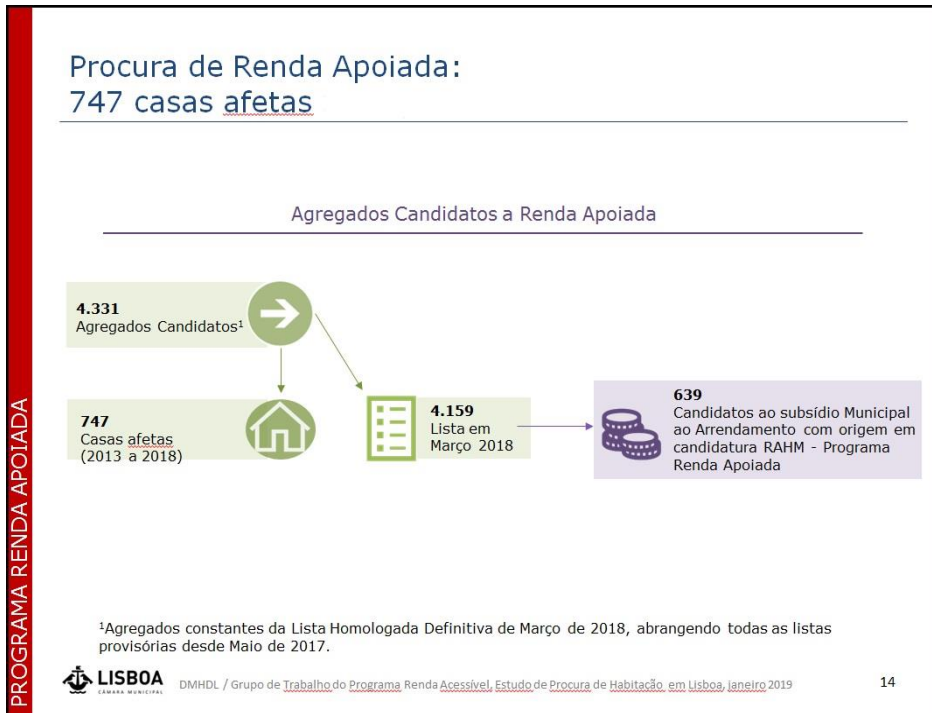 Procura de Renda Apoiada:
747 casas afetas
Agregados Candidatos a Renda Apoiada
4.331
Agregados Candidatos¹
747
Casas afetas
(2013 a 2018)
4.159
Lista em
Março 2018
639
Candidatos ao subsídio Municipal
ao Arrendamento com origem em
candidatura RAHM - Programa
Renda Apoiada
PROGRAMA RENDA APOIADA
¹Agregados constantes da Lista Homologada Definitiva de Março de 2018, abrangendo todas as listas
provisórias desde Maio de 2017.
LISBOA
CÂMARA MUNICIPAL
DMHDL / Grupo de Trabalho do Programa Renda Acessível, Estudo de Procura de Habitação em Lisboa, janeiro 2019
14